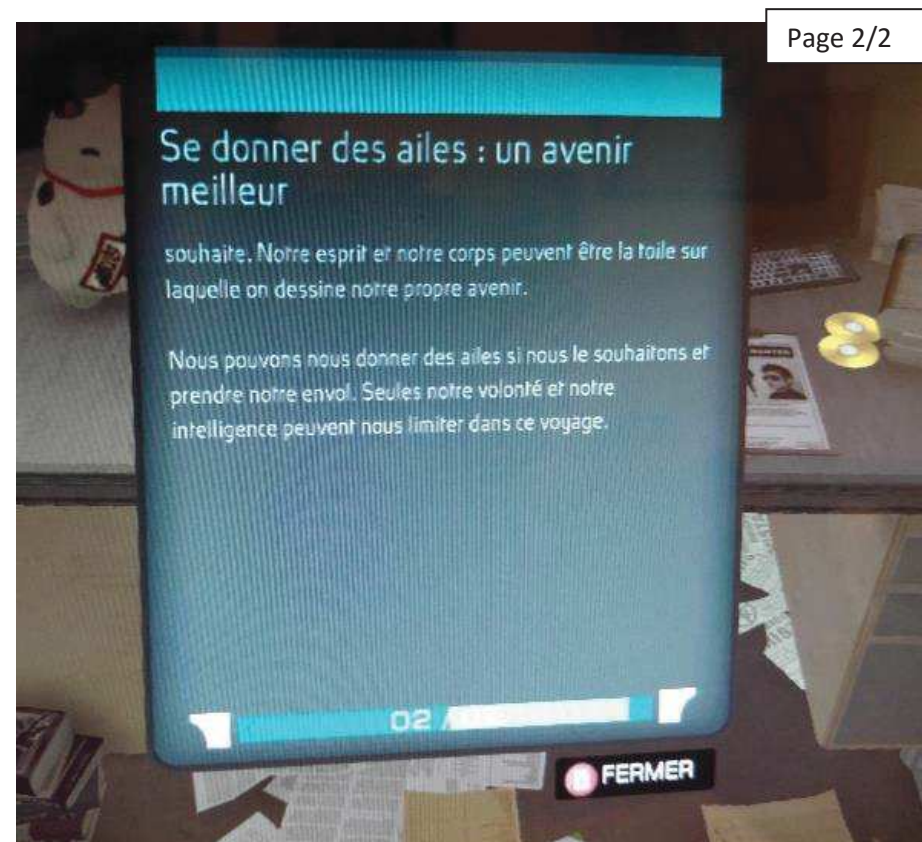 Page 2/2
Se donner des ailes : un avenir
meilleur
souhaite. Notre esprit et notre corps peuvent être la toile sur
laquelle on dessine notre propre avenir.
Nous pouvons nous donner des ailes si nous le souhaitons et
prendre notre envol. Seules notre volonté et notre
intelligence peuvent nous limiter dans ce voyage.
02 /
FERMER